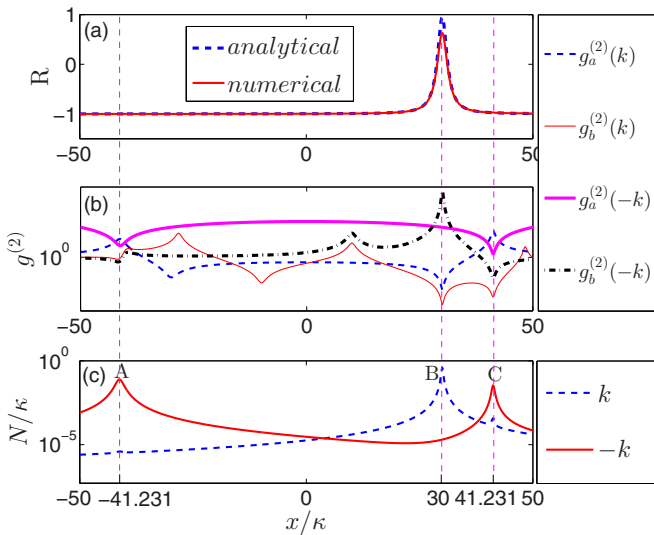 (a)
R
1
0
−1
analytical
numerical
−50
0
50
(b)
g^{(2)}
10^0
−50
0
50
(c)
N/κ
10^0
10^{−5}
A
B
C
−50
−41.231
0
30
41.231
50
x/κ
g_a^{(2)}(k)
g_b^{(2)}(k)
g_a^{(2)}(-k)
g_b^{(2)}(-k)
k
−k